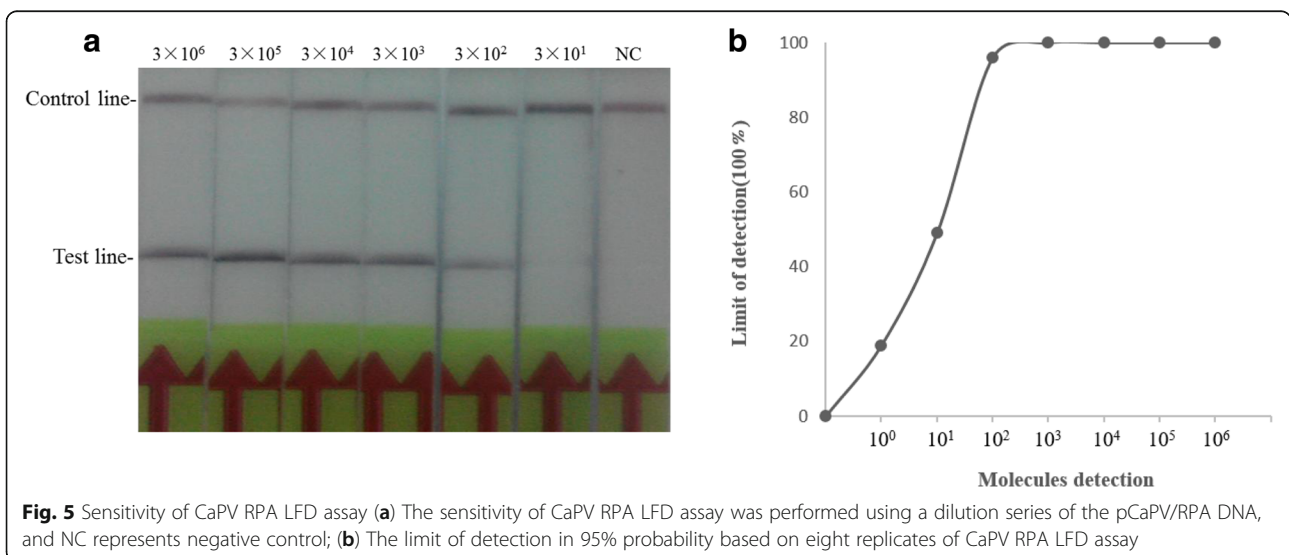 a
3×10⁶ 3×10⁵ 3×10⁴ 3×10³ 3×10² 3×10¹ NC
Control line-
Test line-
b
100
80
60
40
20
0
Limit of detection(100 %)
10⁰ 10¹ 10² 10³ 10⁴ 10⁵ 10⁶
Molecules detection
Fig. 5 Sensitivity of CaPV RPA LFD assay (a) The sensitivity of CaPV RPA LFD assay was performed using a dilution series of the pCaPV/RPA DNA,
and NC represents negative control; (b) The limit of detection in 95% probability based on eight replicates of CaPV RPA LFD assay